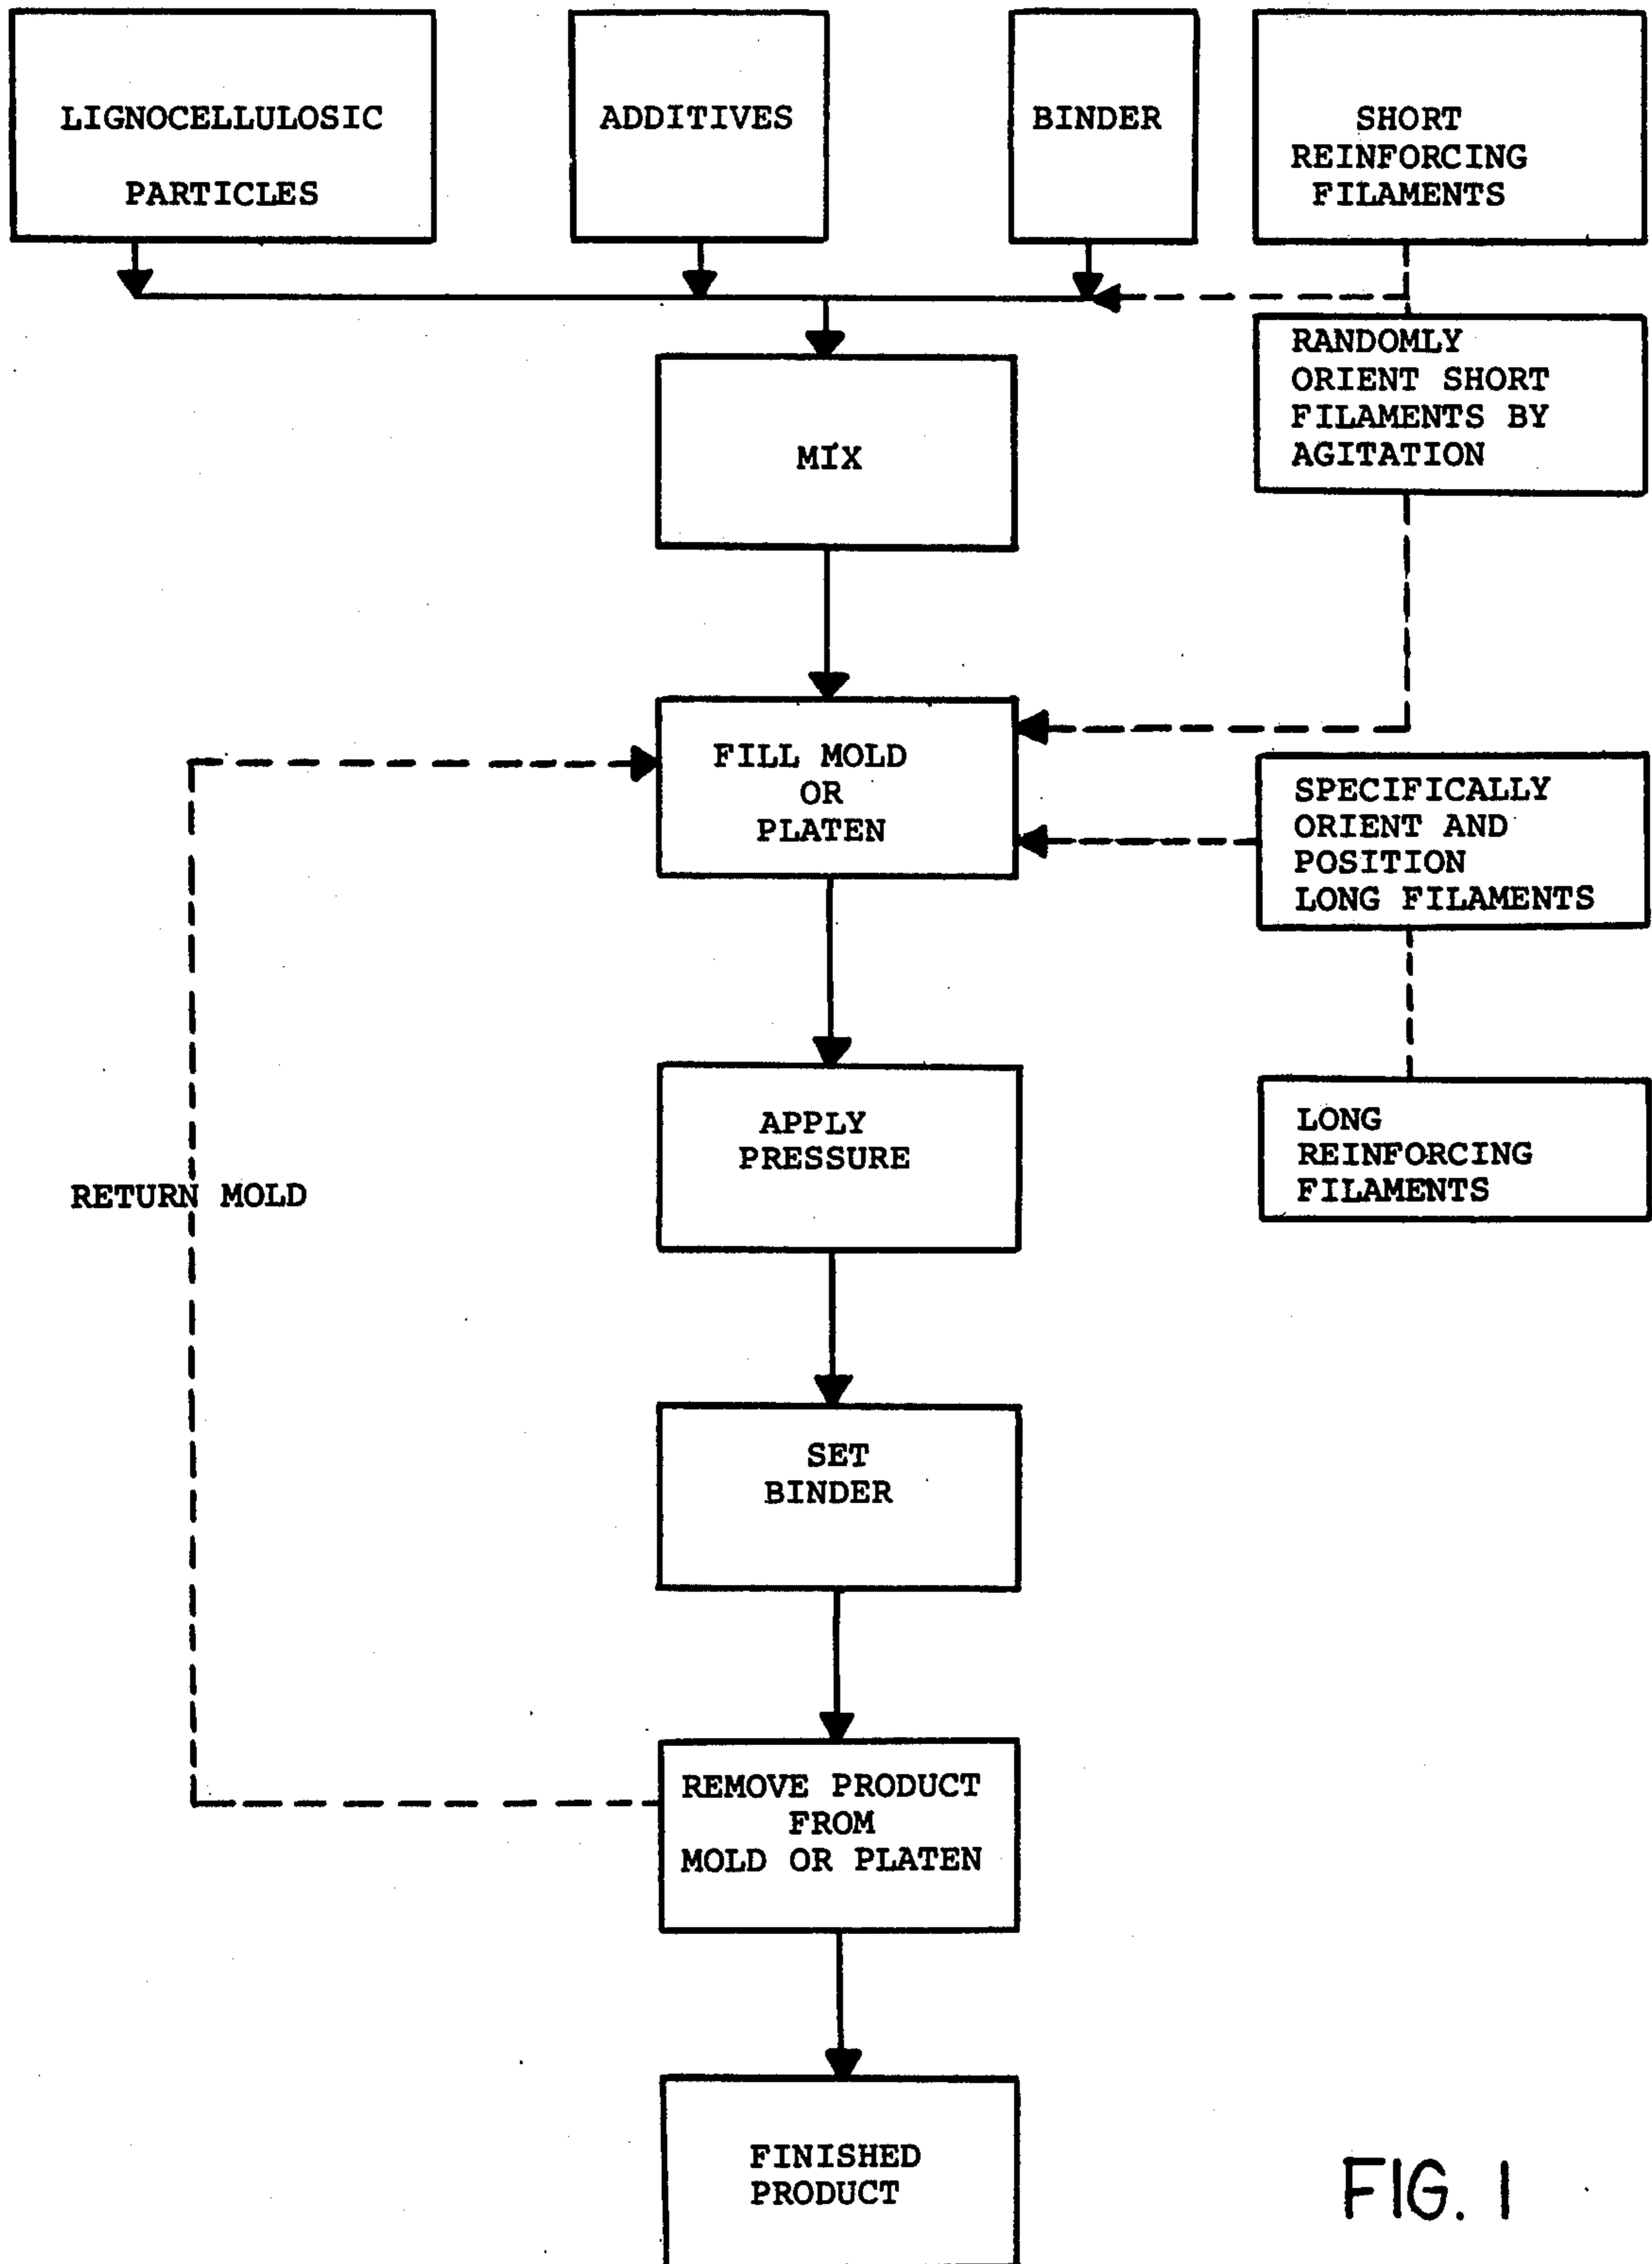 LIGNOCELLULOSIC
PARTICLES
ADDITIVES
BINDER
SHORT
REINFORCING
FILAMENTS
RANDOMLY
ORIENT SHORT
FILAMENTS BY
AGITATION
MIX
FILL MOLD
OR
PLATEN
SPECIFICALLY
ORIENT AND
POSITION
LONG FILAMENTS
APPLY
PRESSURE
LONG
REINFORCING
FILAMENTS
RETURN MOLD
SET
BINDER
REMOVE PRODUCT
FROM
MOLD OR PLATEN
FINISHED
PRODUCT
FIG. 1